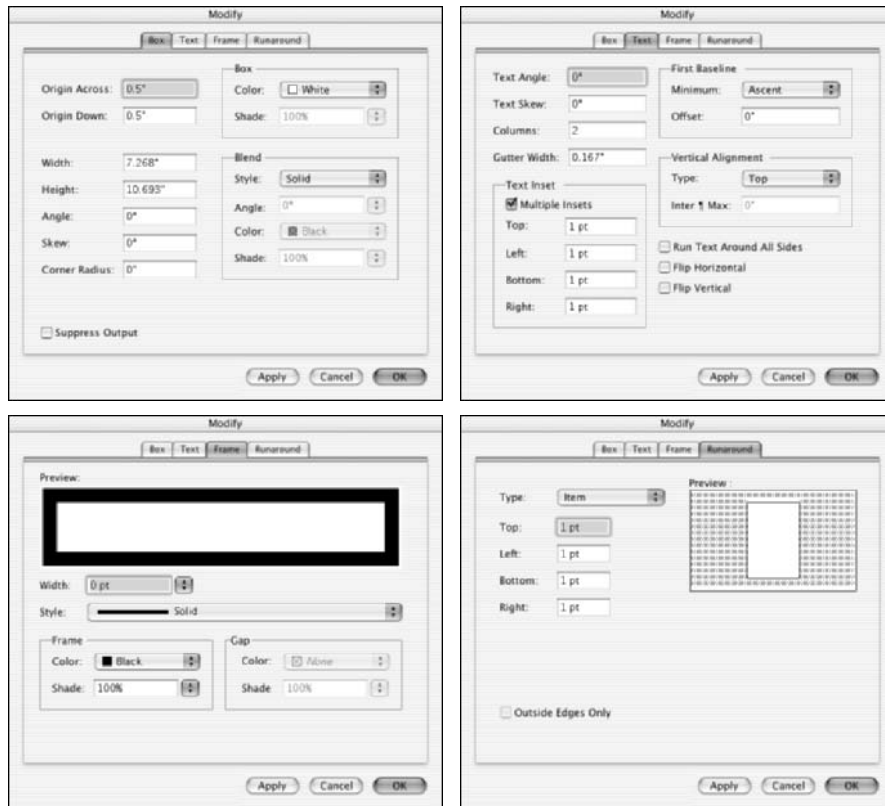 Modify
Box Text Frame Runaround
Origin Across: 0.5"
Origin Down: 0.5"
Width: 7.268"
Height: 10.693"
Angle: 0°
Skew: 0°
Corner Radius: 0"
Suppress Output
Box
Color: White
Shade: 100%
Blend
Style: Solid
Angle: 0°
Color: Black
Shade: 100%
Apply Cancel OK
Modify
Box Text Frame Runaround
Text Angle: 0°
Text Skew: 0°
Columns: 2
Gutter Width: 0.167"
Text Inset
Multiple Insets
Top: 1 pt
Left: 1 pt
Bottom: 1 pt
Right: 1 pt
First Baseline
Minimum: Ascent
Offset: 0"
Vertical Alignment
Type: Top
Inter ¶ Max: 0"
Run Text Around All Sides
Flip Horizontal
Flip Vertical
Apply Cancel OK
Modify
Box Text Frame Runaround
Preview:
Width: 0 pt
Style: Solid
Frame
Color: Black
Shade: 100%
Gap
Color: None
Shade 100%
Apply Cancel OK
Modify
Box Text Frame Runaround
Type: Item
Top: 1 pt
Left: 1 pt
Bottom: 1 pt
Right: 1 pt
Preview :
Outside Edges Only
Apply Cancel OK